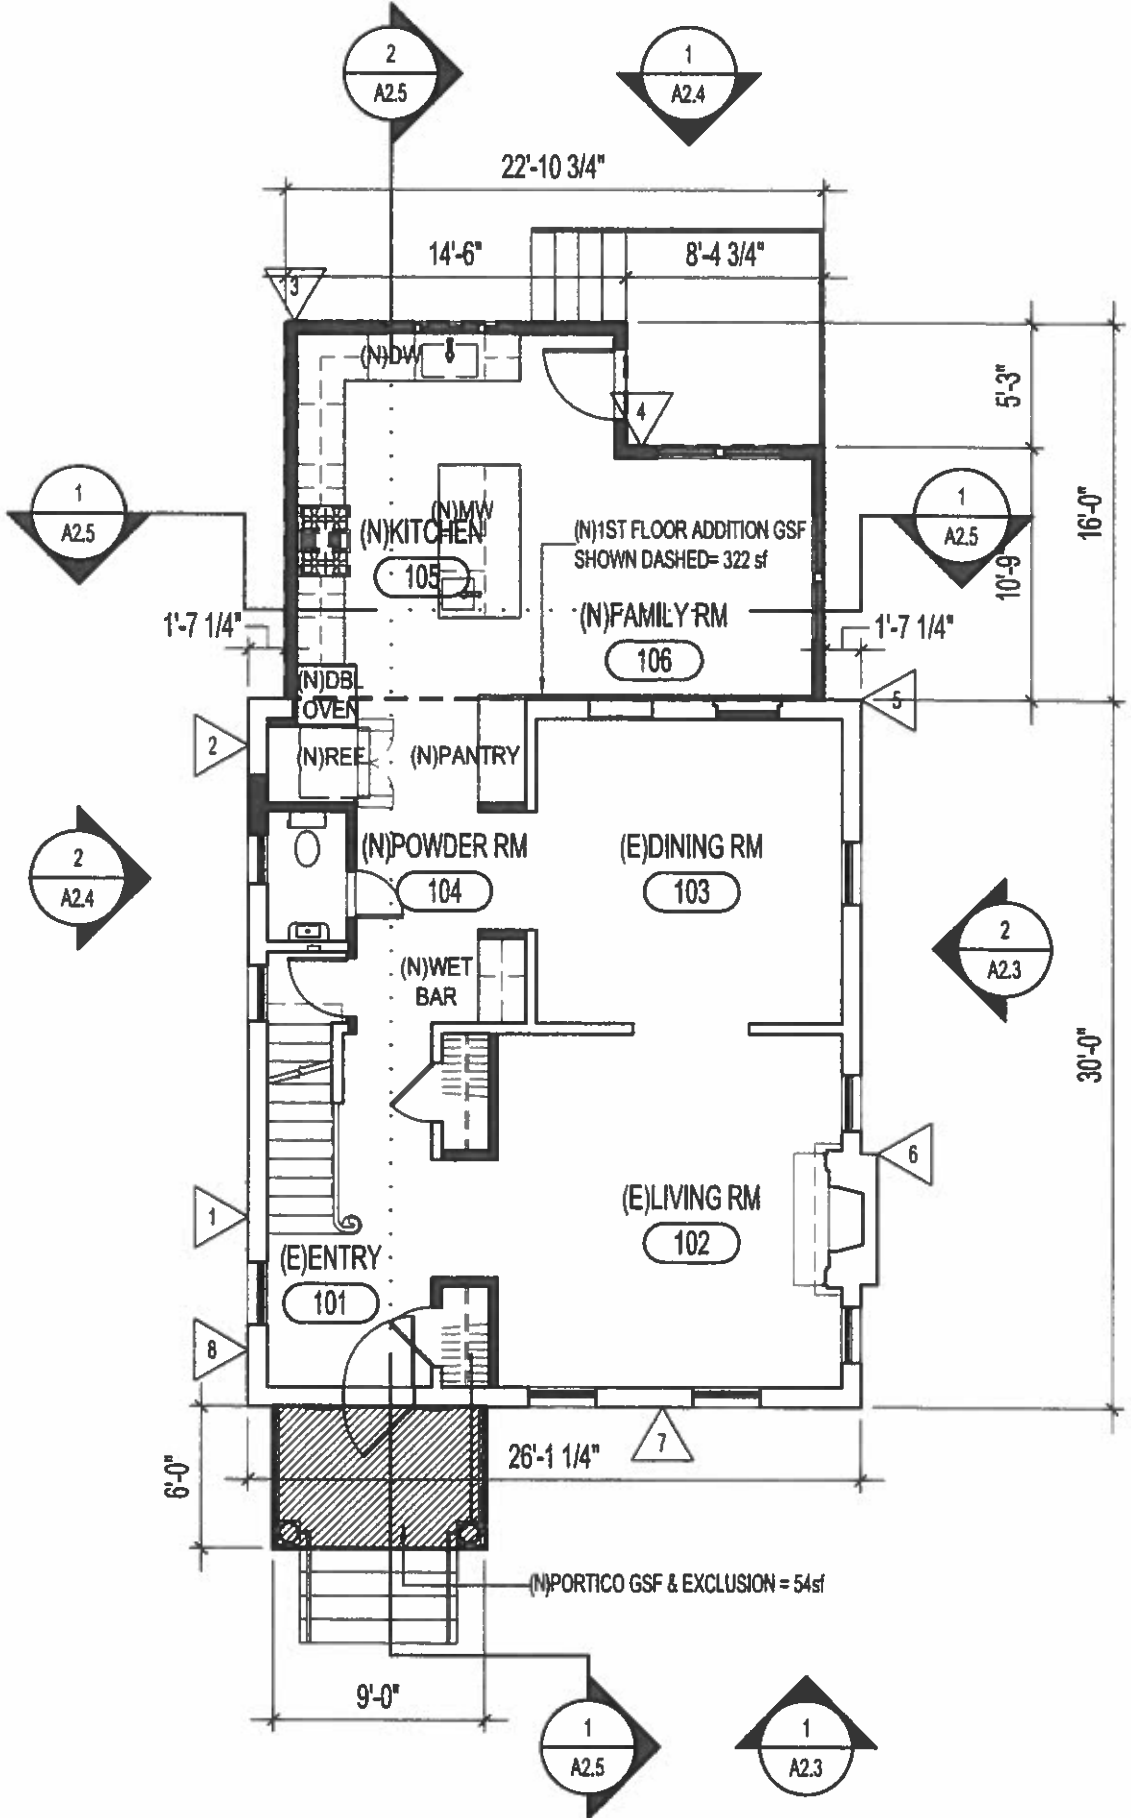 2
A2.5
1
A2.4
22'-10 3/4"
14'-6"
8'-4 3/4"
3
(N)DW
4
5'-3"
16'-0"
10'-9
1
A2.5
(N)MW
(N)KITCHEN
105
(N)1ST FLOOR ADDITION GSF
SHOWN DASHED= 322 sf
1
A2.5
(N)FAMILY RM
106
1'-7 1/4"
1'-7 1/4"
(N)DBL
OVEN
5
2
(N)REF
(N)PANTRY
(N)POWDER RM
104
(E)DINING RM
103
2
A2.4
2
A2.3
(N)WET
BAR
30'-0"
6
1
(E)LIVING RM
102
(E)ENTRY
101
8
7
26'-1 1/4"
6'-0"
(N)PORTICO GSF & EXCLUSION = 54sf
9'-0"
1
A2.5
1
A2.3